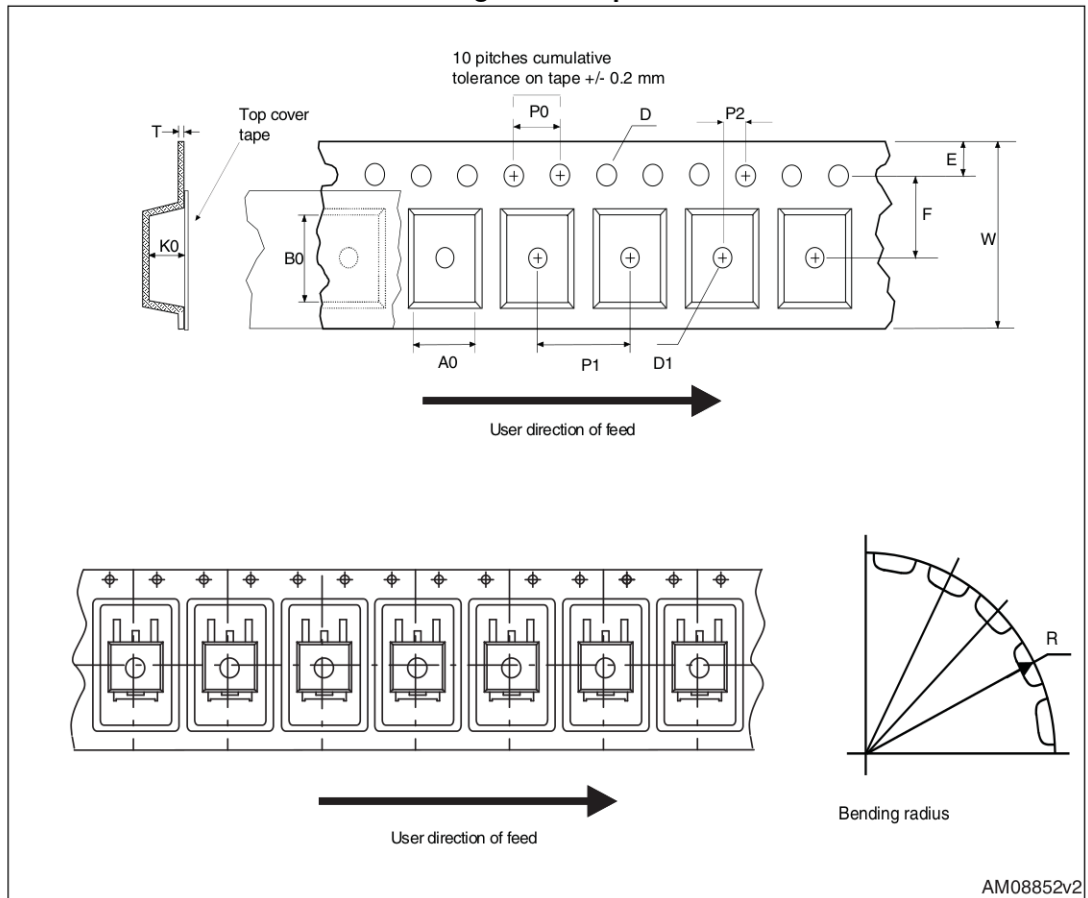 10 pitches cumulative
tolerance on tape +/- 0.2 mm
P0
D
P2
T
Top cover
tape
E
F
W
K0
B0
A0
P1
D1
User direction of feed
R
Bending radius
User direction of feed
AM08852v2